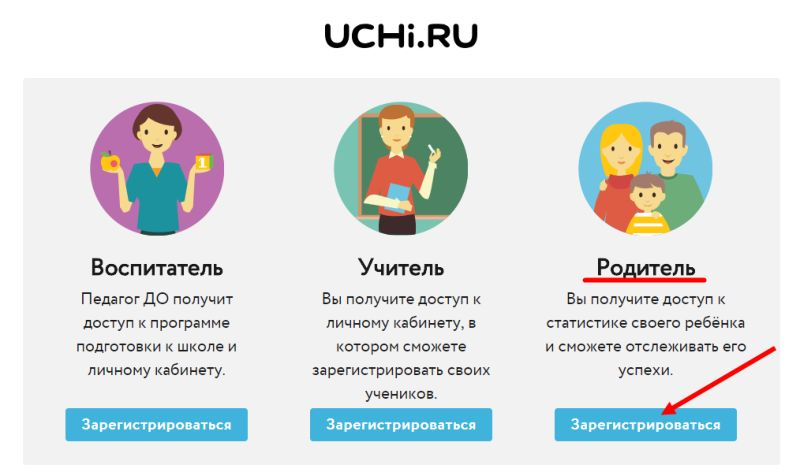 UCHi.RU
Воспитатель
Педагог ДО получит
доступ к программе
подготовки к школе и
личному кабинету.
Зарегистрироваться
Учитель
Вы получите доступ к
личному кабинету, в
котором сможете
зарегистрировать своих
учеников.
Зарегистрироваться
Родитель
Вы получите доступ к
статистике своего ребёнка
и сможете отслеживать его
успехи.
Зарегистрироваться
1